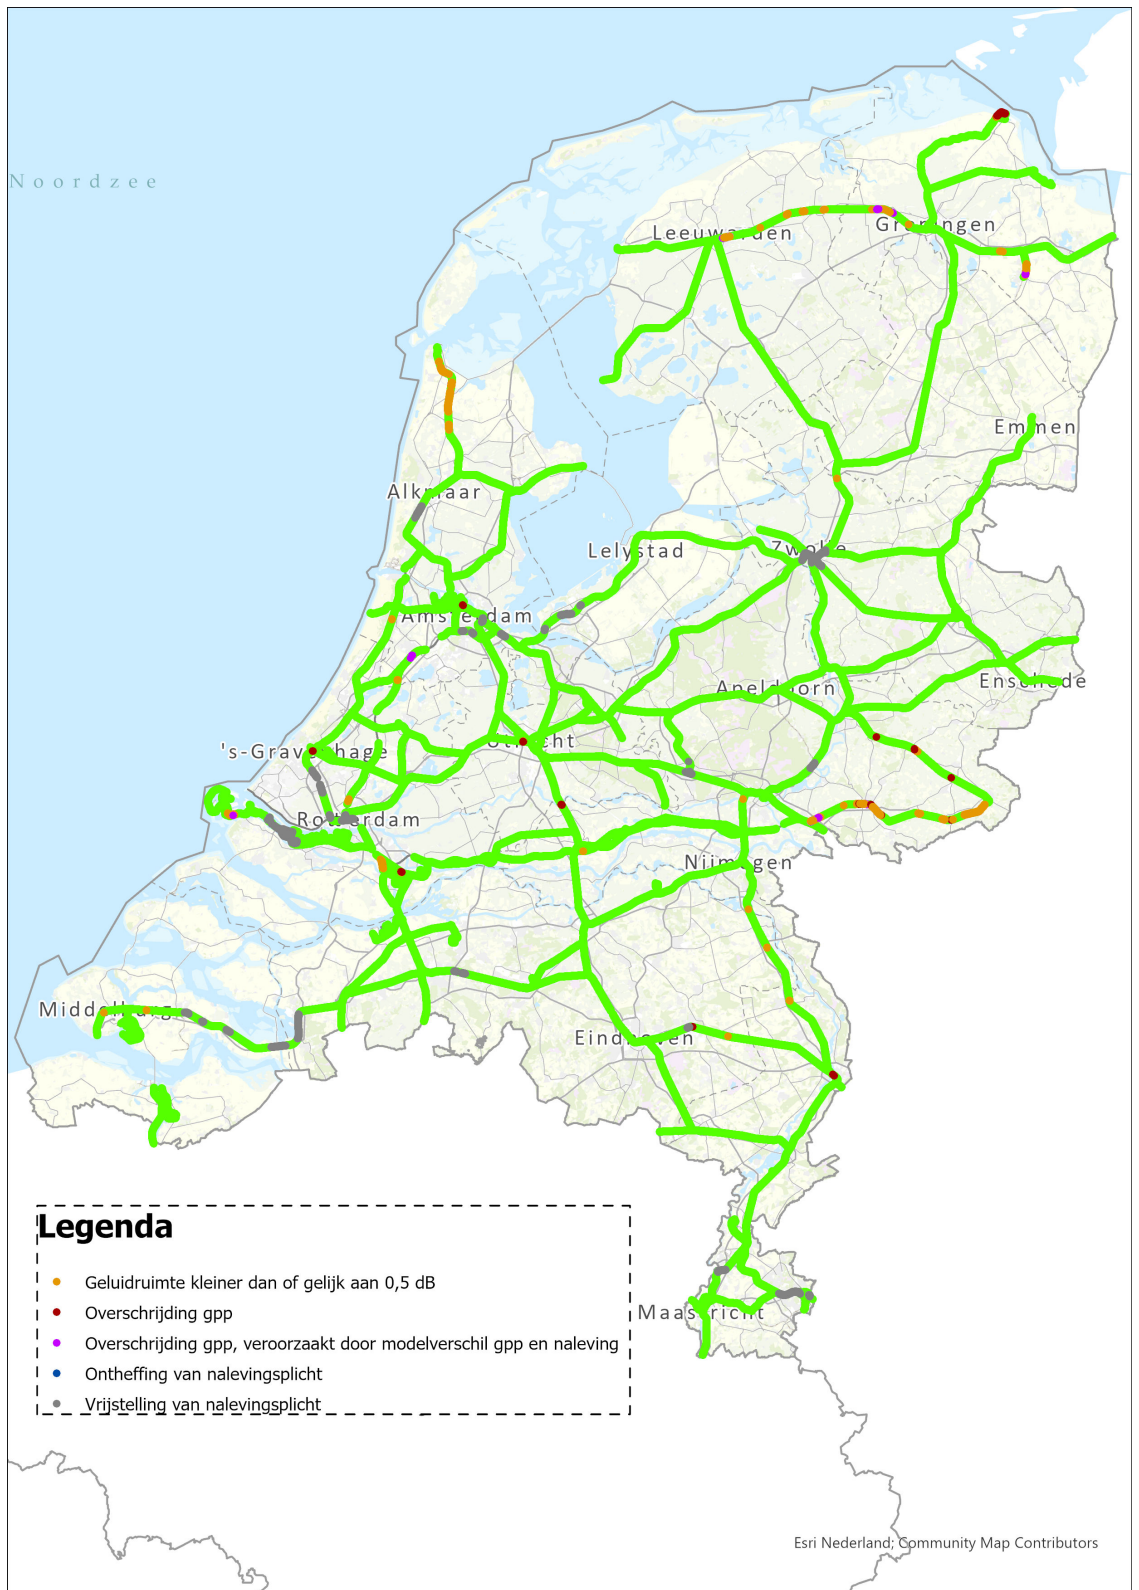 Noordzee
Leeuwarden
Groningen
Emmen
Alkmaar
Lelystad
Zwolle
Amsterdam
Apeldoorn
Enschede
Utrecht
's-Gravenhage
Rotterdam
Nijmegen
Middelburg
Eindhoven
Maastricht
Legenda
Geluidruimte kleiner dan of gelijk aan 0,5 dB
Overschrijding gpp
Overschrijding gpp, veroorzaakt door modelverschil gpp en naleving
Ontheffing van nalevingsplicht
Vrijstelling van nalevingsplicht
Esri Nederland; Community Map Contributors